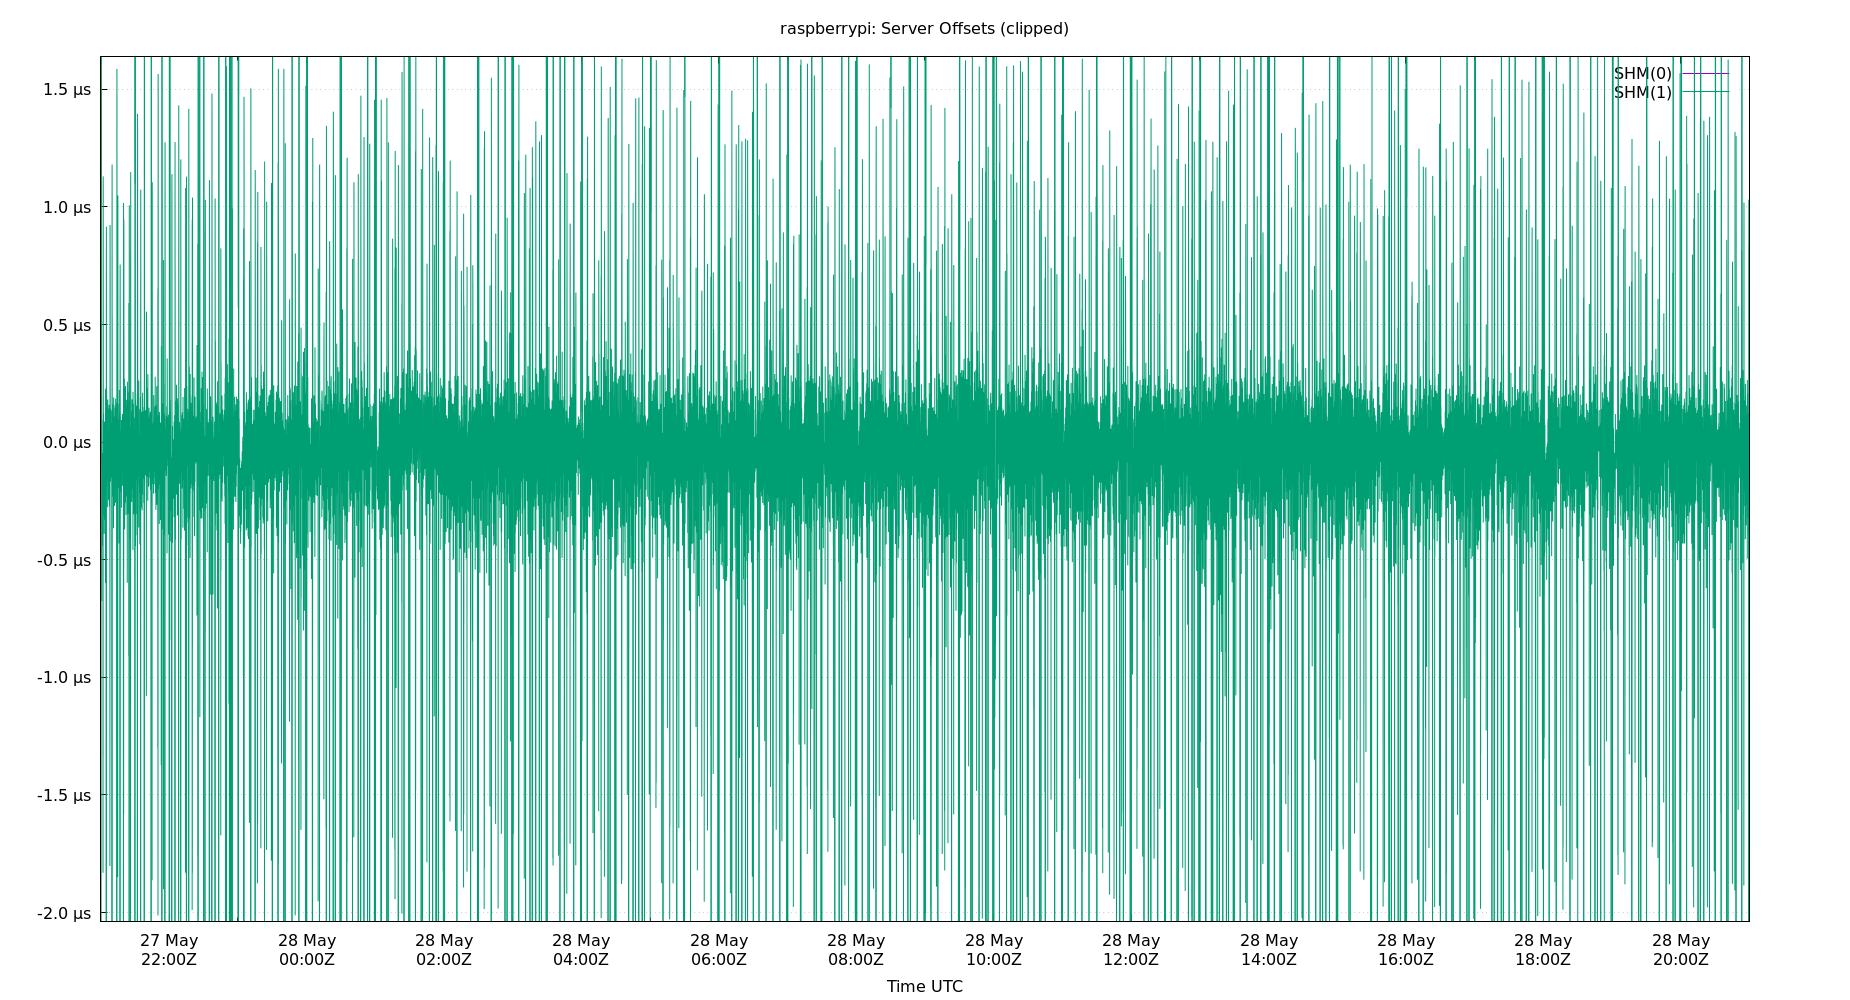 raspberrypi: Server Offsets (clipped)
SHM(0)
SHM(1)
1.5 µs
1.0 µs
0.5 µs
0.0 µs
-0.5 µs
-1.0 µs
-1.5 µs
-2.0 µs
27 May 28 May 28 May 28 May 28 May 28 May 28 May 28 May 28 May 28 May 28 May 28 May
22:00Z 00:00Z 02:00Z 04:00Z 06:00Z 08:00Z 10:00Z 12:00Z 14:00Z 16:00Z 18:00Z 20:00Z
Time UTC